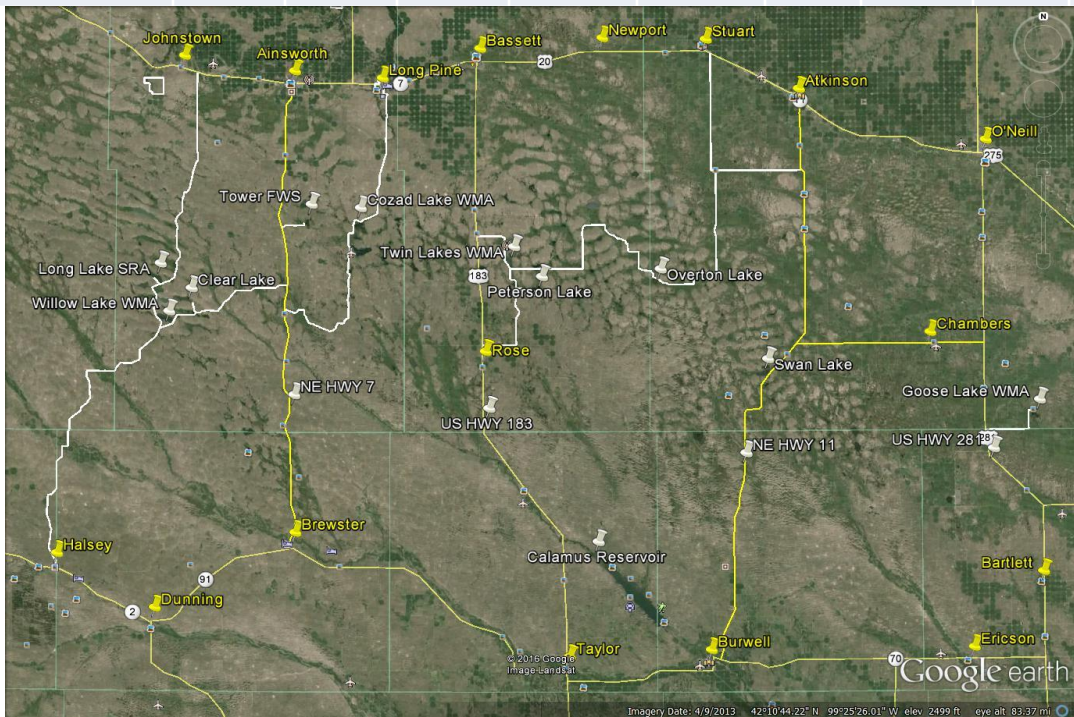 N
Johnstown
Ainsworth
Long Pine
7
Bassett
20
Newport
Stuart
Atkinson
O'Neill
275
Tower FWS
Cozad Lake WMA
Twin Lakes WMA
Long Lake SRA
Clear Lake
Willow Lake WMA
183
Peterson Lake
Overton Lake
Rose
Chambers
Swan Lake
NE HWY 7
US HWY 183
Goose Lake WMA
NE HWY 11
US HWY 281
281
Halsey
Brewster
Calamus Reservoir
Bartlett
91
Dunning
2
Taylor
Burwell
Ericson
70
© 2016 Google
Image Landsat
Google earth
Imagery Date: 4/9/2013 42°10'44.22" N 99°25'26.01" W elev 2499 ft eye alt 83.37 mi